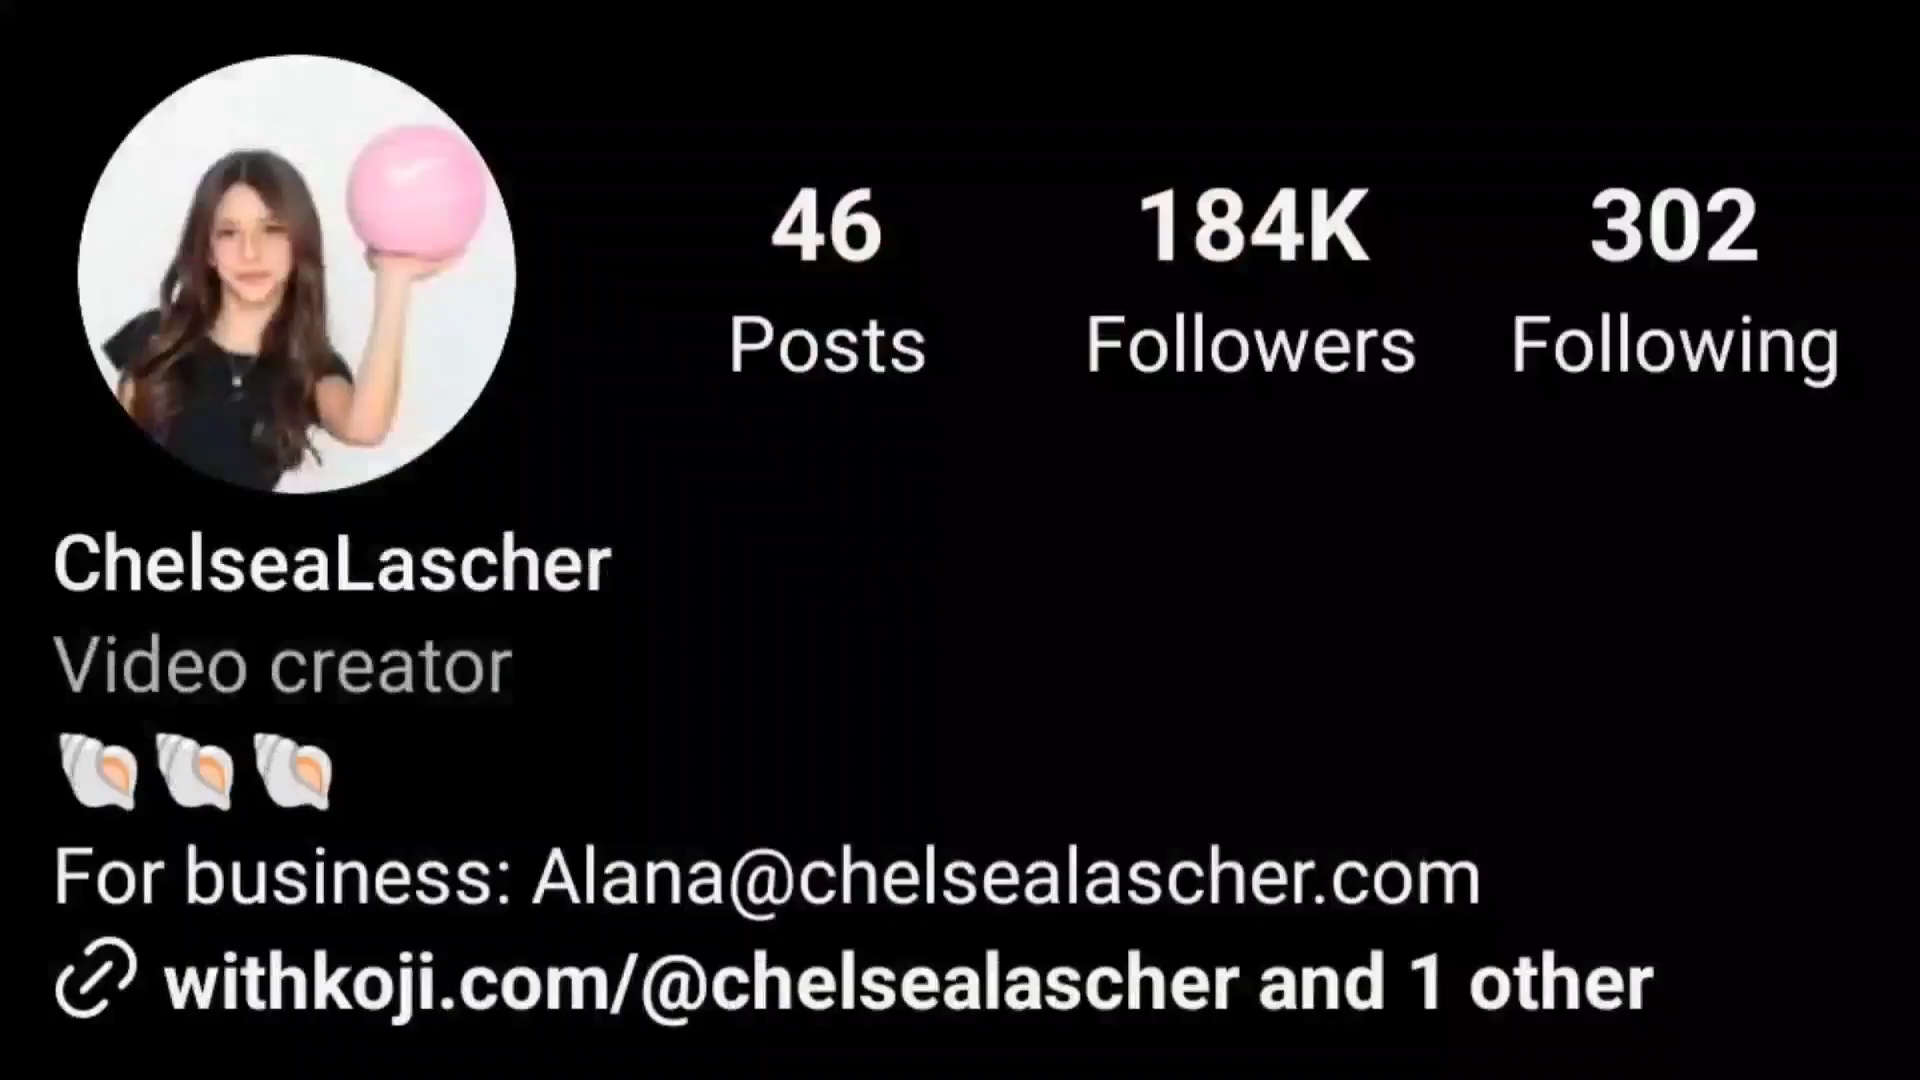 46 184K 302
Posts Followers Following
ChelseaLascher
Video creator
🐚🐚🐚
For business: Alana@chelsealascher.com
withkoji.com/@chelsealascher and 1 other